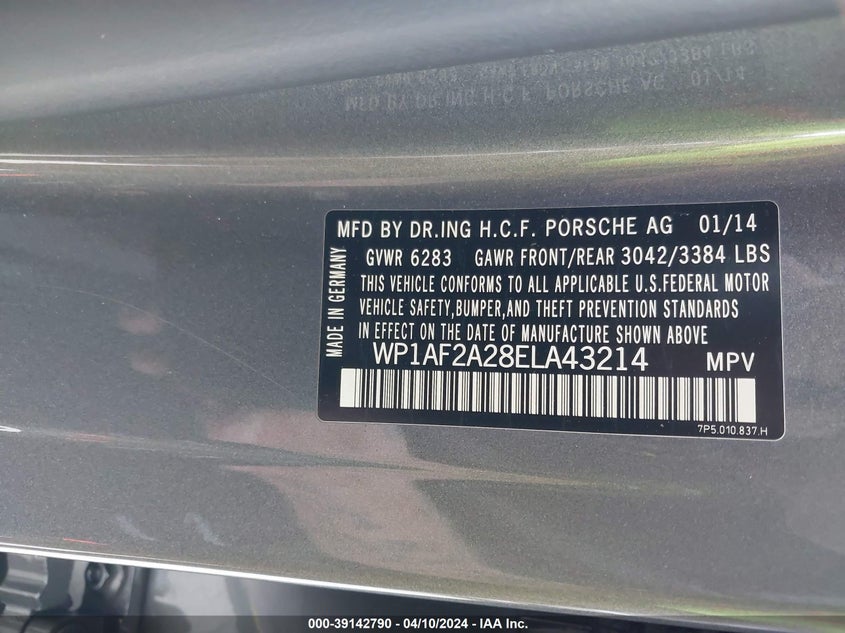 MFD BY DR.ING H.C.F. PORSCHE AG 01/14
GVWR 6283 GAWR FRONT/REAR 3042/3384 LBS
THIS VEHICLE CONFORMS TO ALL APPLICABLE U.S.FEDERAL MOTOR
VEHICLE SAFETY,BUMPER,AND THEFT PREVENTION STANDARDS
IN EFFECT ON THE DATE OF MANUFACTURE SHOWN ABOVE
MADE IN GERMANY
WP1AF2A28ELA43214 MPV
7P5.010.837.H
000-39142790 - 04/10/2024 - IAA Inc.